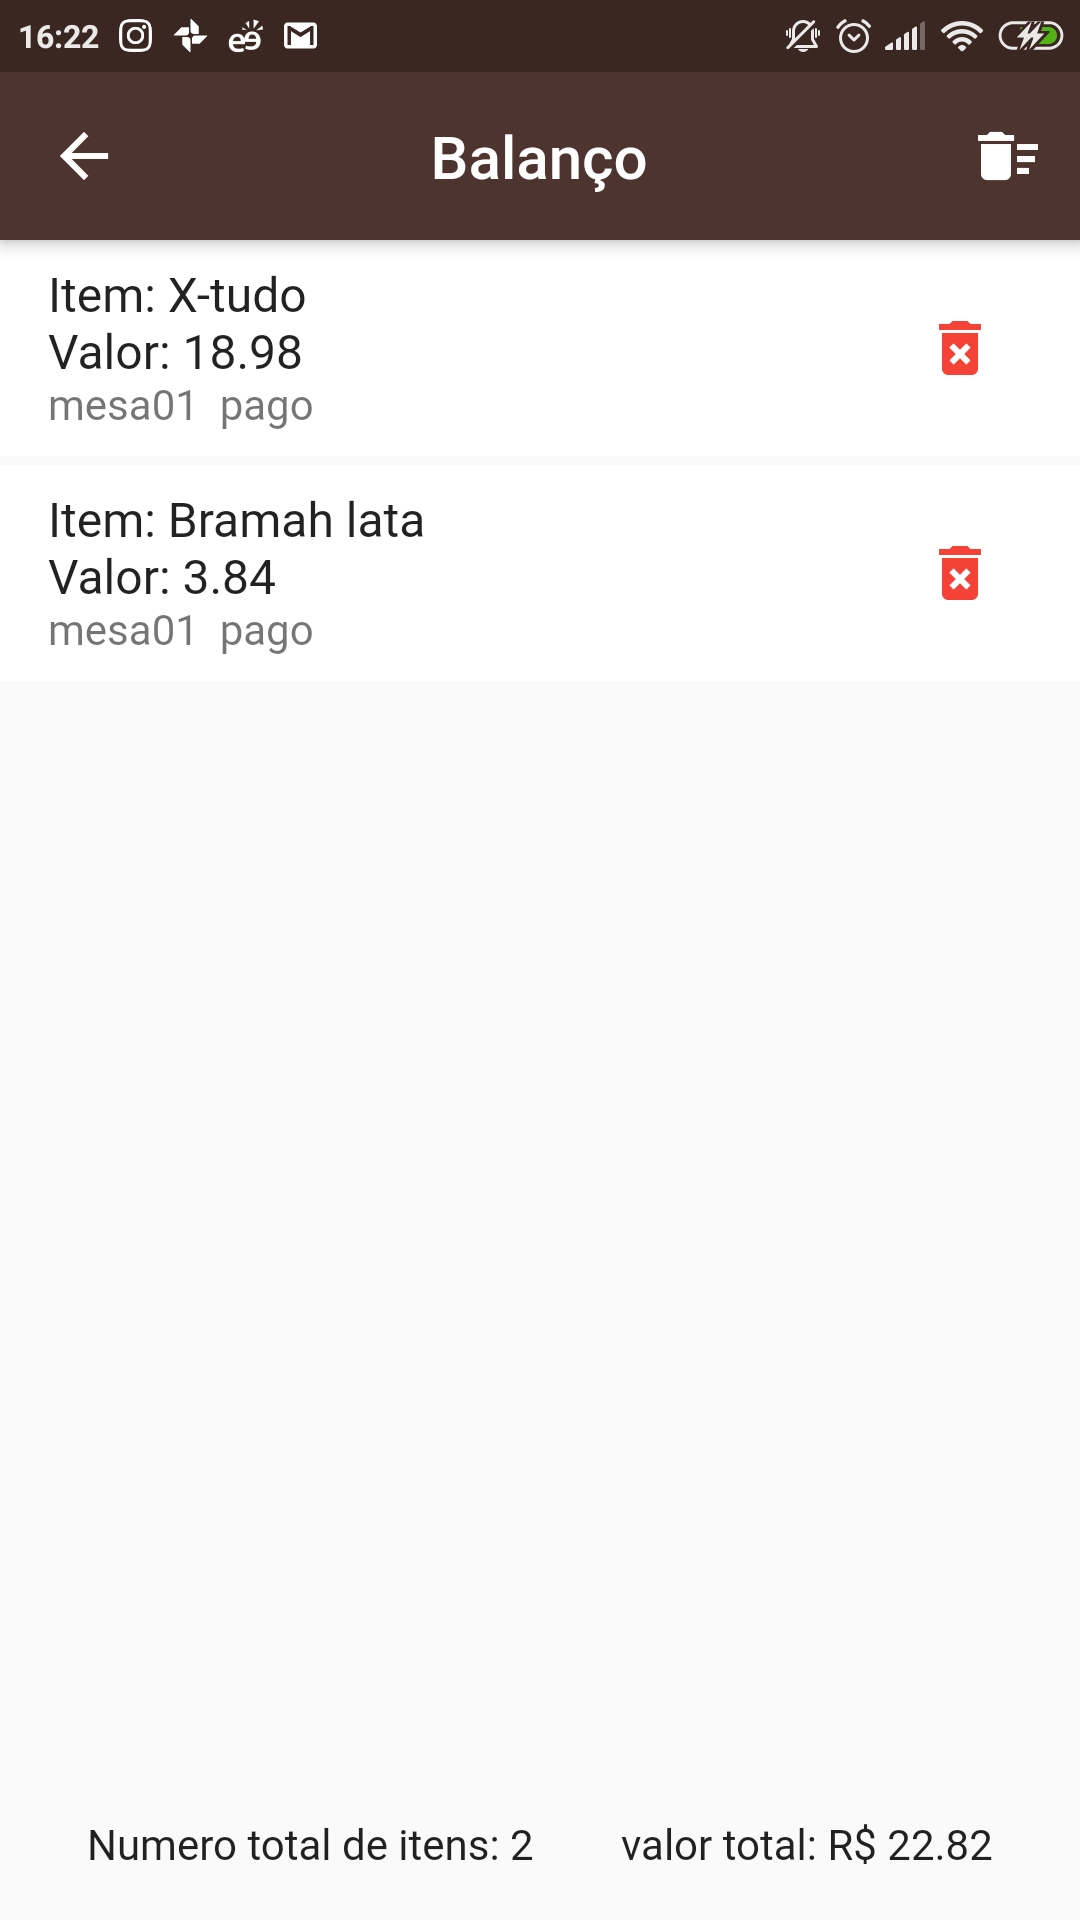 16:22
Balanço
Item: X-tudo
Valor: 18.98
mesa01 pago
Item: Bramah lata
Valor: 3.84
mesa01 pago
Numero total de itens: 2
valor total: R$ 22.82